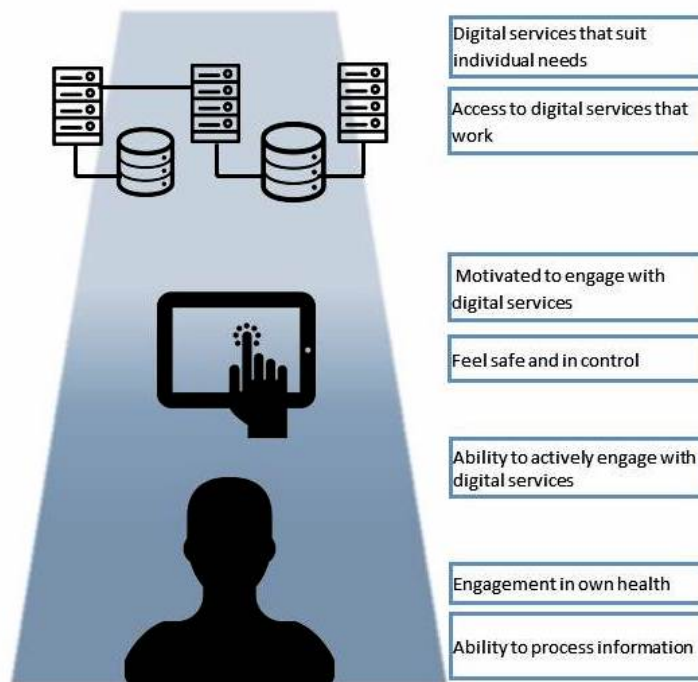 Digital services that suit
individual needs
Access to digital services that
work
Motivated to engage with
digital services
Feel safe and in control
Ability to actively engage with
digital services
Engagement in own health
Ability to process information